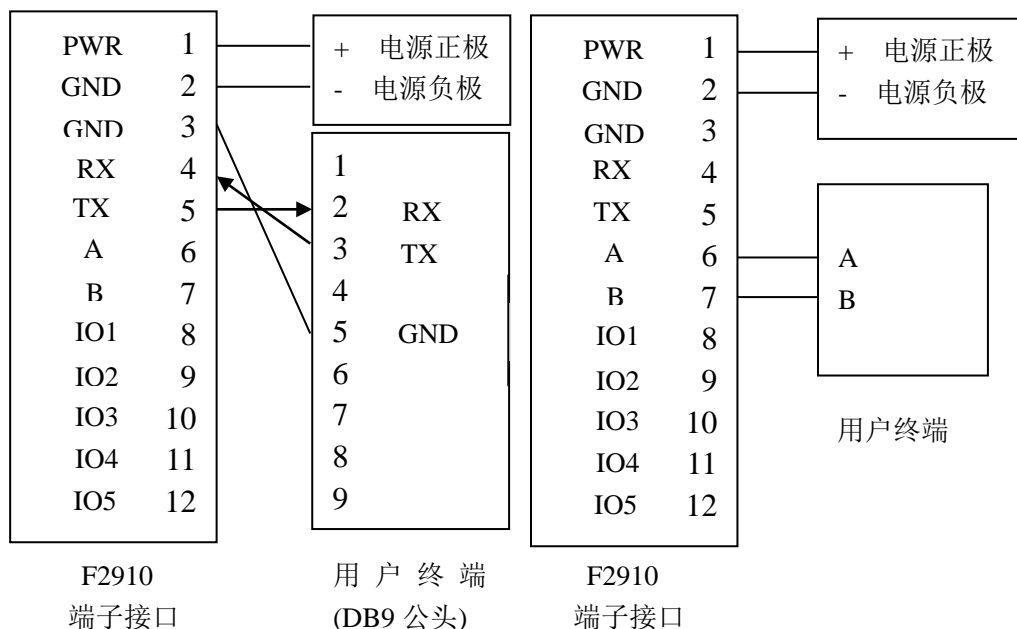 PWR 1
GND 2
GND 3
RX 4
TX 5
A 6
B 7
IO1 8
IO2 9
IO3 10
IO4 11
IO5 12
F2910
端子接口
+ 电源正极
- 电源负极
1
2 RX
3 TX
4
5 GND
6
7
8
9
用 户 终 端
(DB9 公头)
PWR 1
GND 2
GND 3
RX 4
TX 5
A 6
B 7
IO1 8
IO2 9
IO3 10
IO4 11
IO5 12
F2910
端子接口
+ 电源正极
- 电源负极
A
B
用户终端